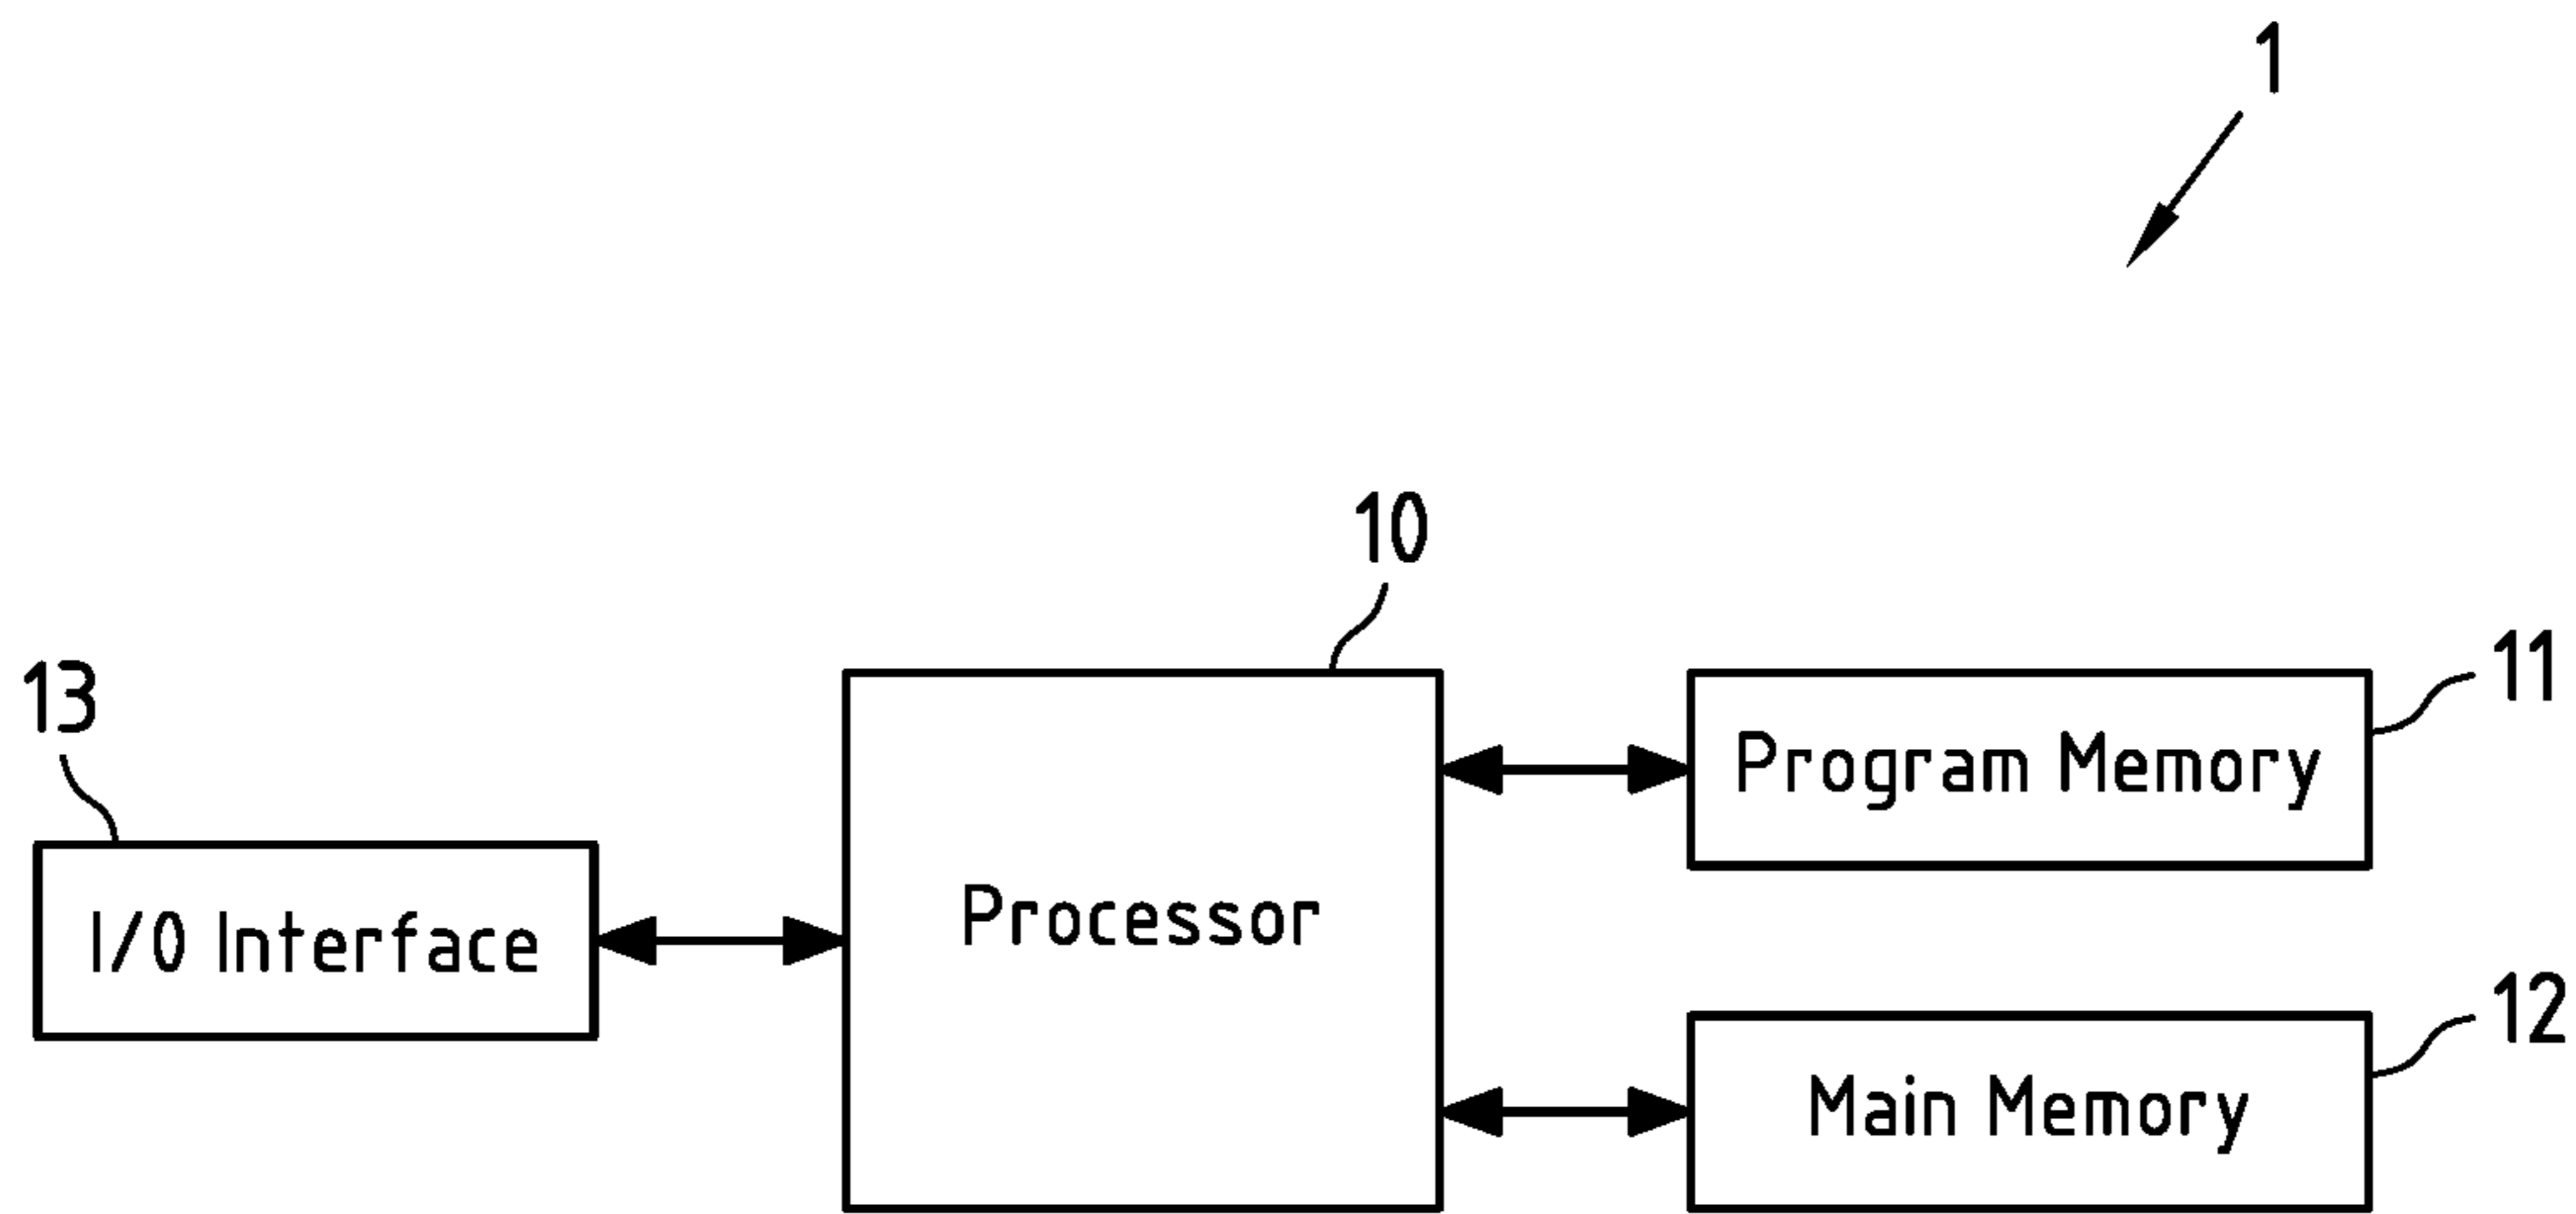 1
10
11
13
Program Memory
Processor
I/O Interface
12
Main Memory